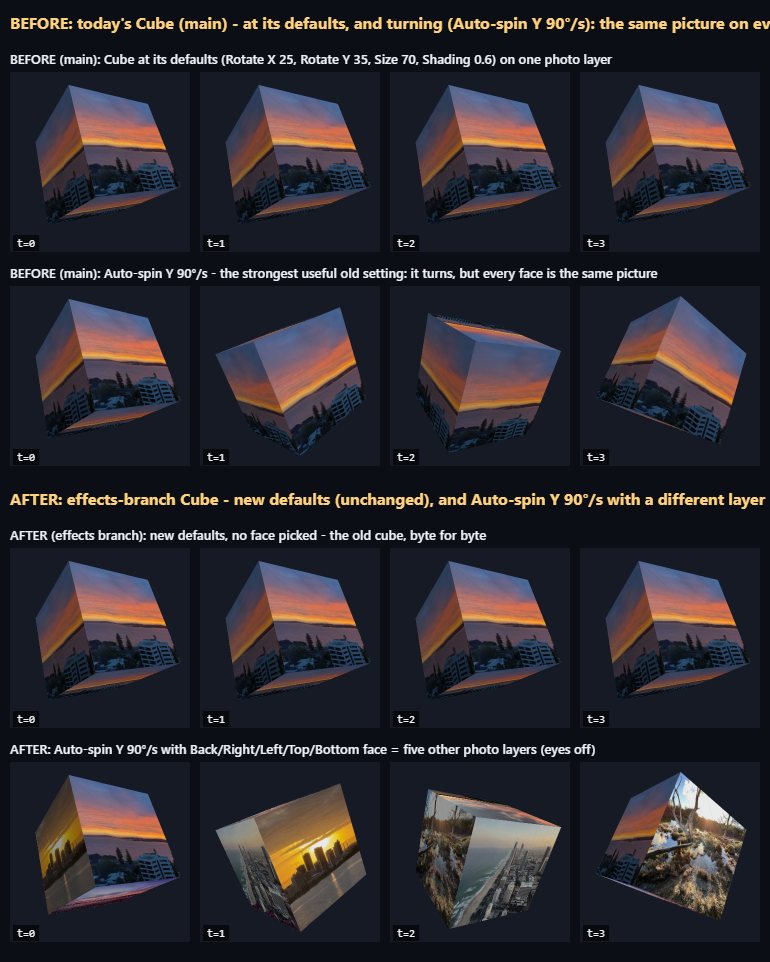 BEFORE: today's Cube (main) - at its defaults, and turning (Auto-spin Y 90°/s): the same picture on ev
BEFORE (main): Cube at its defaults (Rotate X 25, Rotate Y 35, Size 70, Shading 0.6) on one photo layer
t=0 t=1 t=2 t=3
BEFORE (main): Auto-spin Y 90°/s - the strongest useful old setting: it turns, but every face is the same picture
t=0 t=1 t=2 t=3
AFTER: effects-branch Cube - new defaults (unchanged), and Auto-spin Y 90°/s with a different layer
AFTER (effects branch): new defaults, no face picked - the old cube, byte for byte
t=0 t=1 t=2 t=3
AFTER: Auto-spin Y 90°/s with Back/Right/Left/Top/Bottom face = five other photo layers (eyes off)
t=0 t=1 t=2 t=3